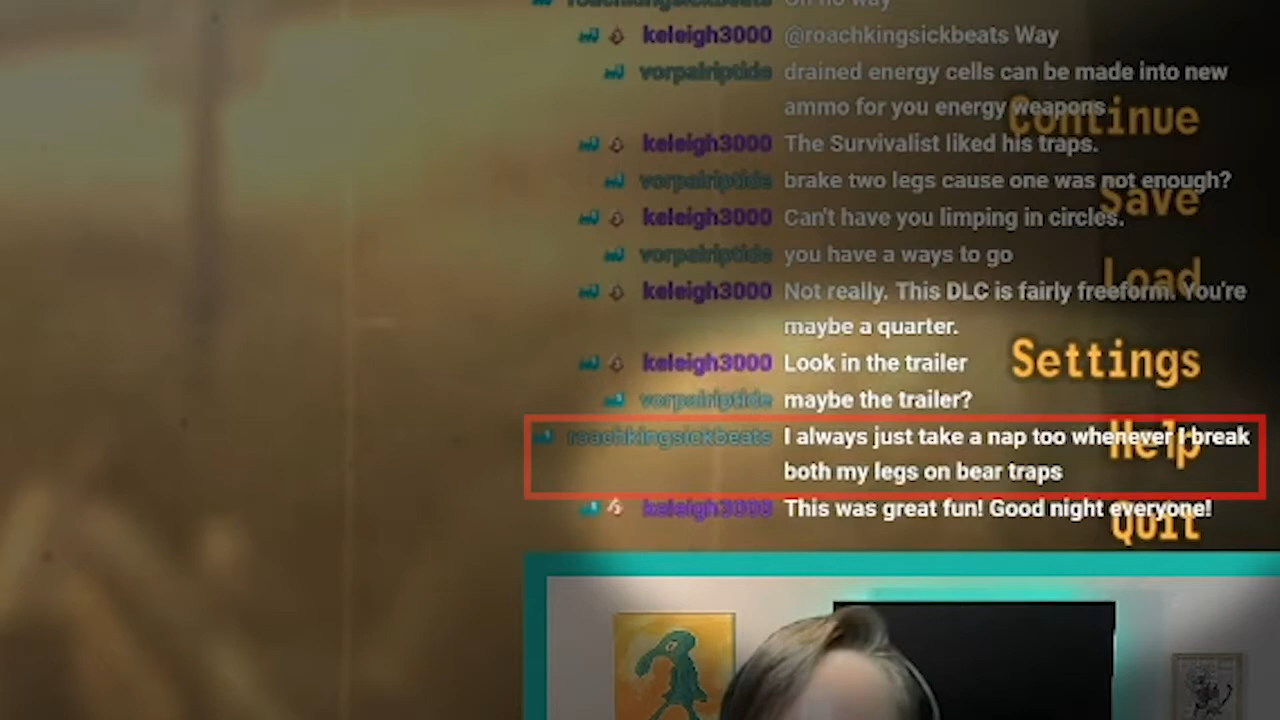 roachkingsickbeats Oh no way
keleigh3000 @roachkingsickbeats Way
vorpalriptide drained energy cells can be made into new
ammo for you energy weapons
Continue
keleigh3000 The Survivalist liked his traps.
vorpalriptide brake two legs cause one was not enough?
Save
keleigh3000 Can't have you limping in circles.
vorpalriptide you have a ways to go
Load
keleigh3000 Not really. This DLC is fairly freeform. You're
maybe a quarter.
keleigh3000 Look in the trailer
Settings
vorpalriptide maybe the trailer?
roachkingsickbeats I always just take a nap too whenever I break
Help
both my legs on bear traps
keleigh3000 This was great fun! Good night everyone!
Quit